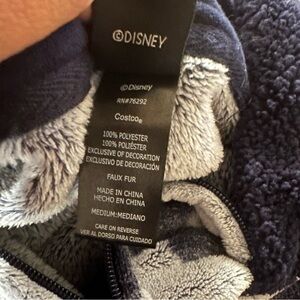 ©DISNEY
©Disney
RN#76292
Costco®
100% POLYESTER
100% POLIÉSTER
EXCLUSIVE OF DECORATION
EXCLUSIVO DE DECORACIÓN
FAUX FUR
MADE IN CHINA
HECHO EN CHINA
MEDIUM:MEDIANO
CARE ON REVERSE
VER AL DORSO PARA CUIDADO